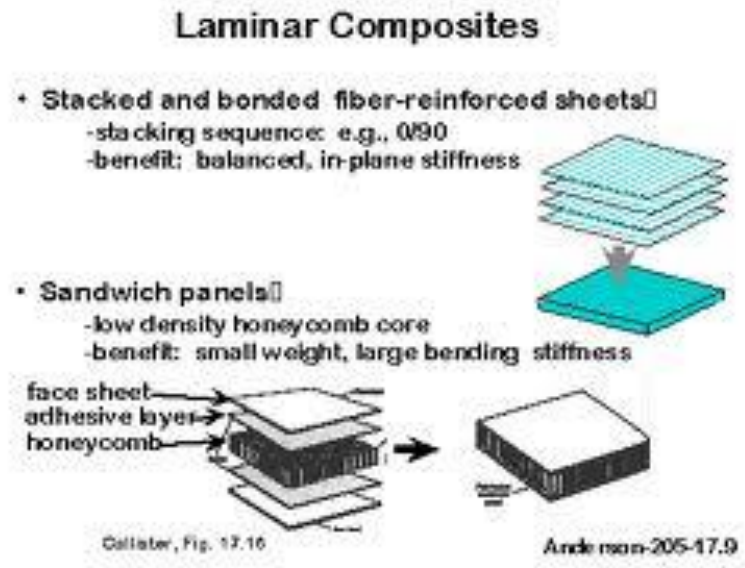 Laminar Composites
• Stacked and bonded fiber-reinforced sheets▯
-stacking sequence: e.g., 0/90
-benefit: balanced, in-plane stiffness
• Sandwich panels▯
-low density honeycomb core
-benefit: small weight, large bending stiffness
face sheet
adhesive layer
honeycomb
Callister, Fig. 17.16
Anderson-205-17.9